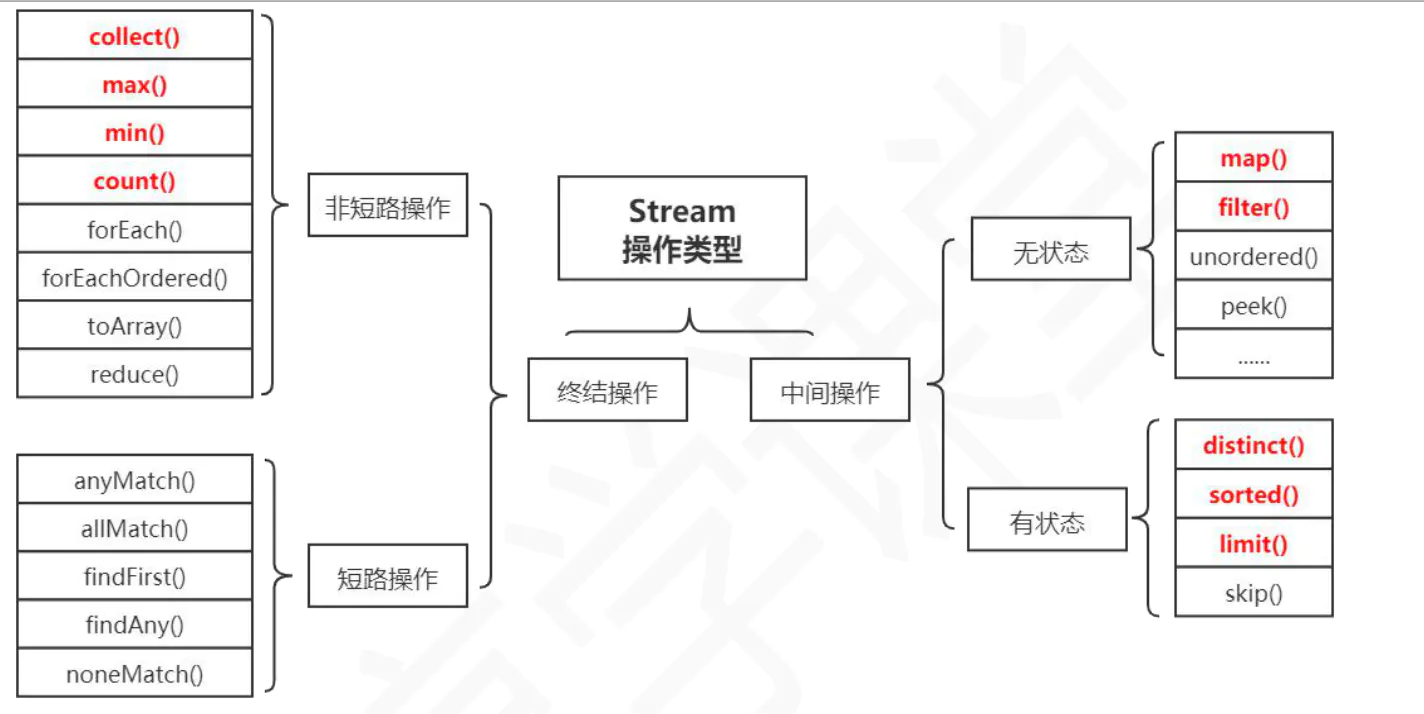 collect()
max()
min()
count()
forEach()
forEachOrdered()
toArray()
reduce()
非短路操作
anyMatch()
allMatch()
findFirst()
findAny()
noneMatch()
短路操作
Stream
操作类型
终结操作
中间操作
无状态
map()
filter()
unordered()
peek()
......
有状态
distinct()
sorted()
limit()
skip()